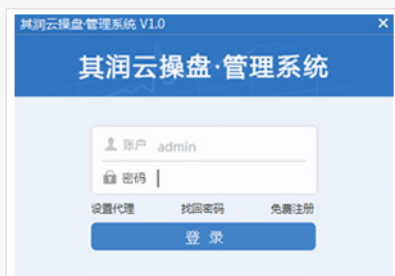 其润云操盘·管理系统 V1.0
其润云操盘·管理系统
账户 admin
密码
设置代理 找回密码 免费注册
登 录